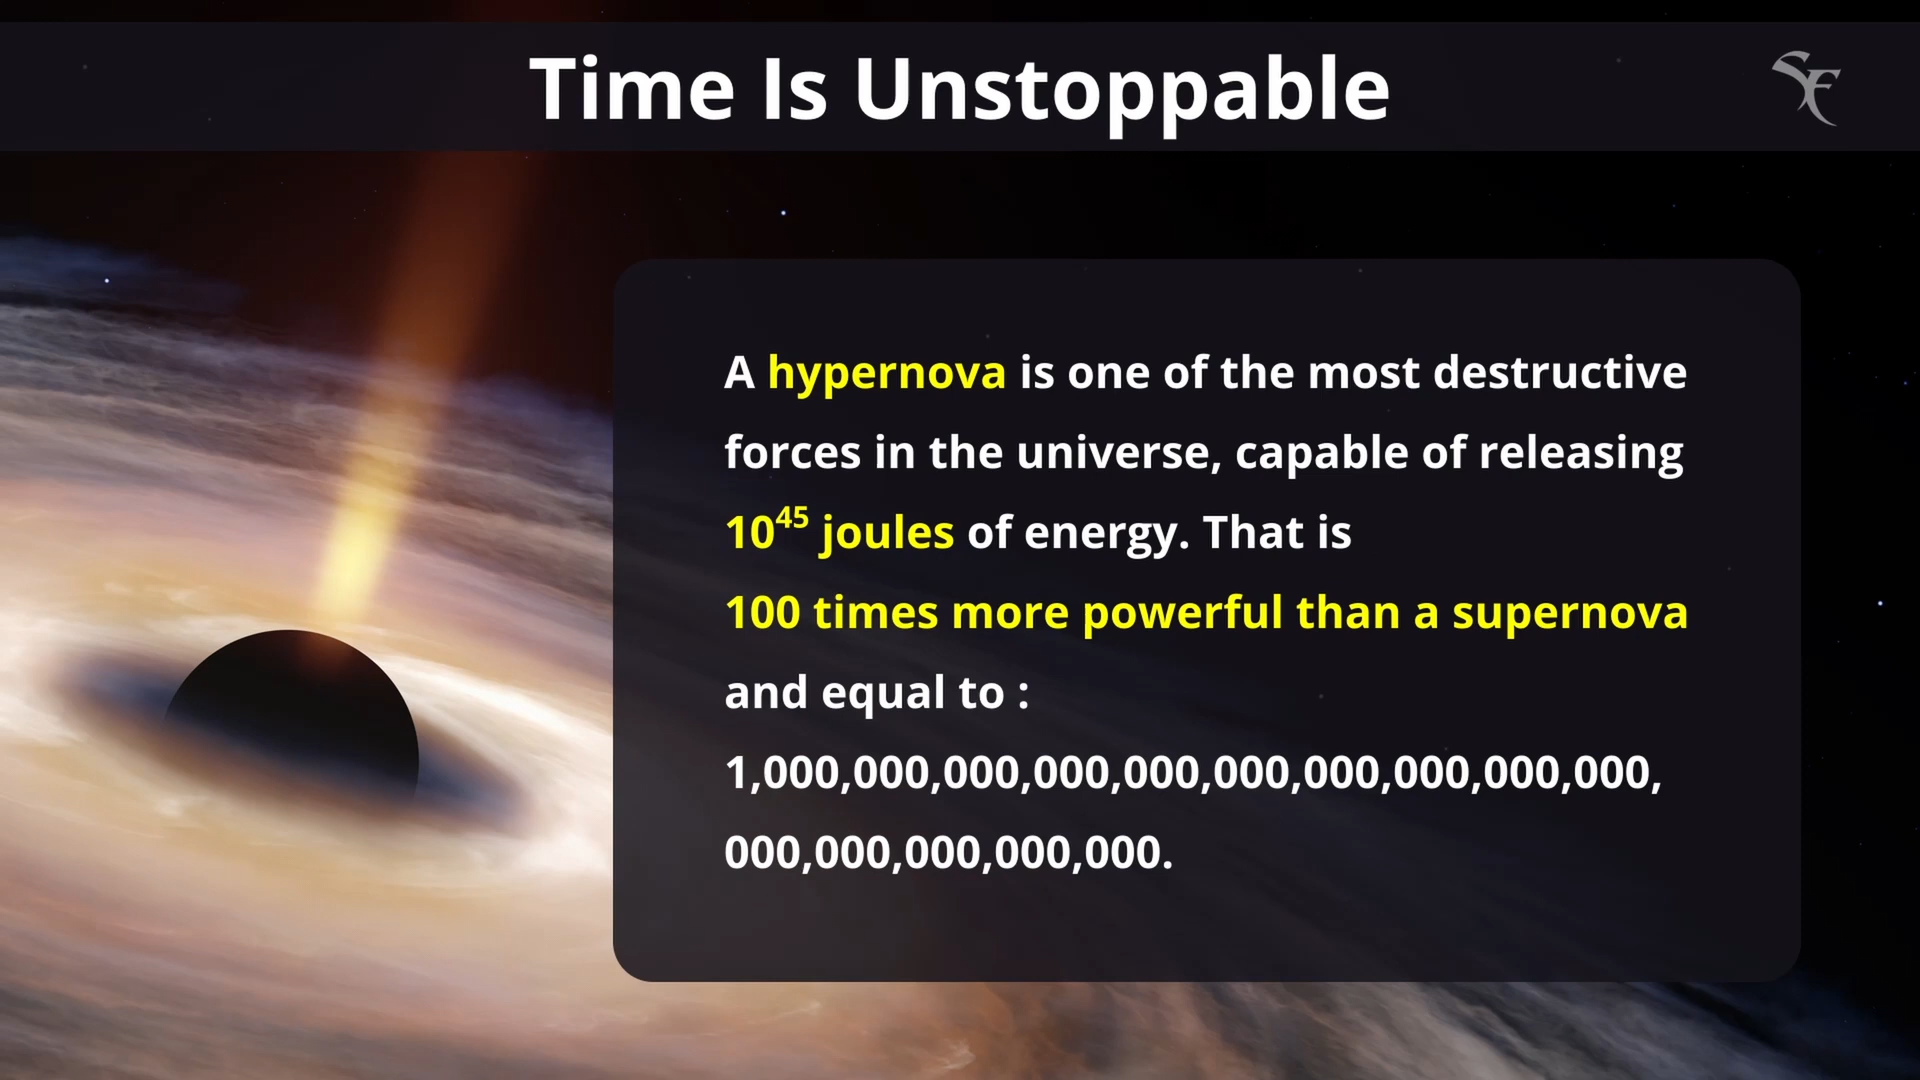 Time Is Unstoppable
A hypernova is one of the most destructive
forces in the universe, capable of releasing
10⁴⁵ joules of energy. That is
100 times more powerful than a supernova
and equal to :
1,000,000,000,000,000,000,000,000,000,000,
000,000,000,000,000.